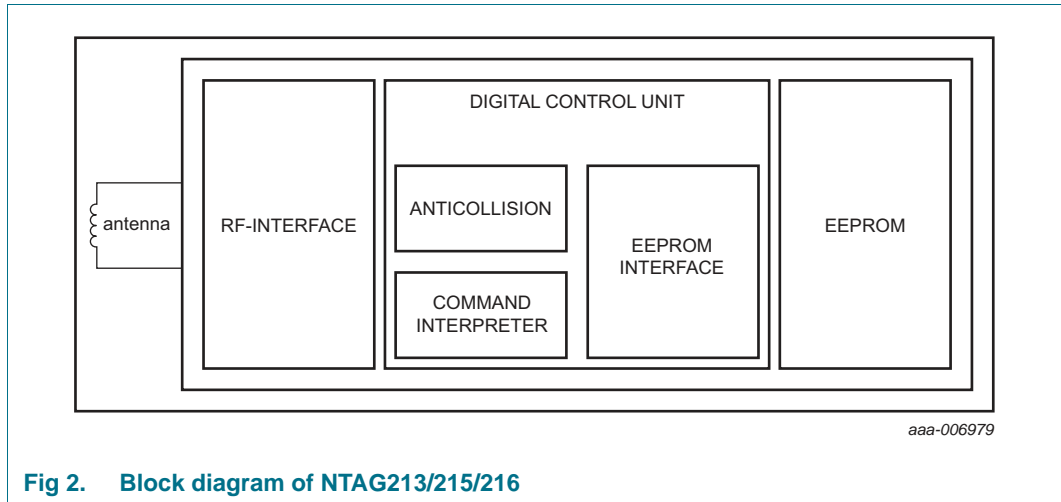 DIGITAL CONTROL UNIT
antenna
RF-INTERFACE
ANTICOLLISION
COMMAND
INTERPRETER
EEPROM
INTERFACE
EEPROM
aaa-006979
Fig 2. Block diagram of NTAG213/215/216